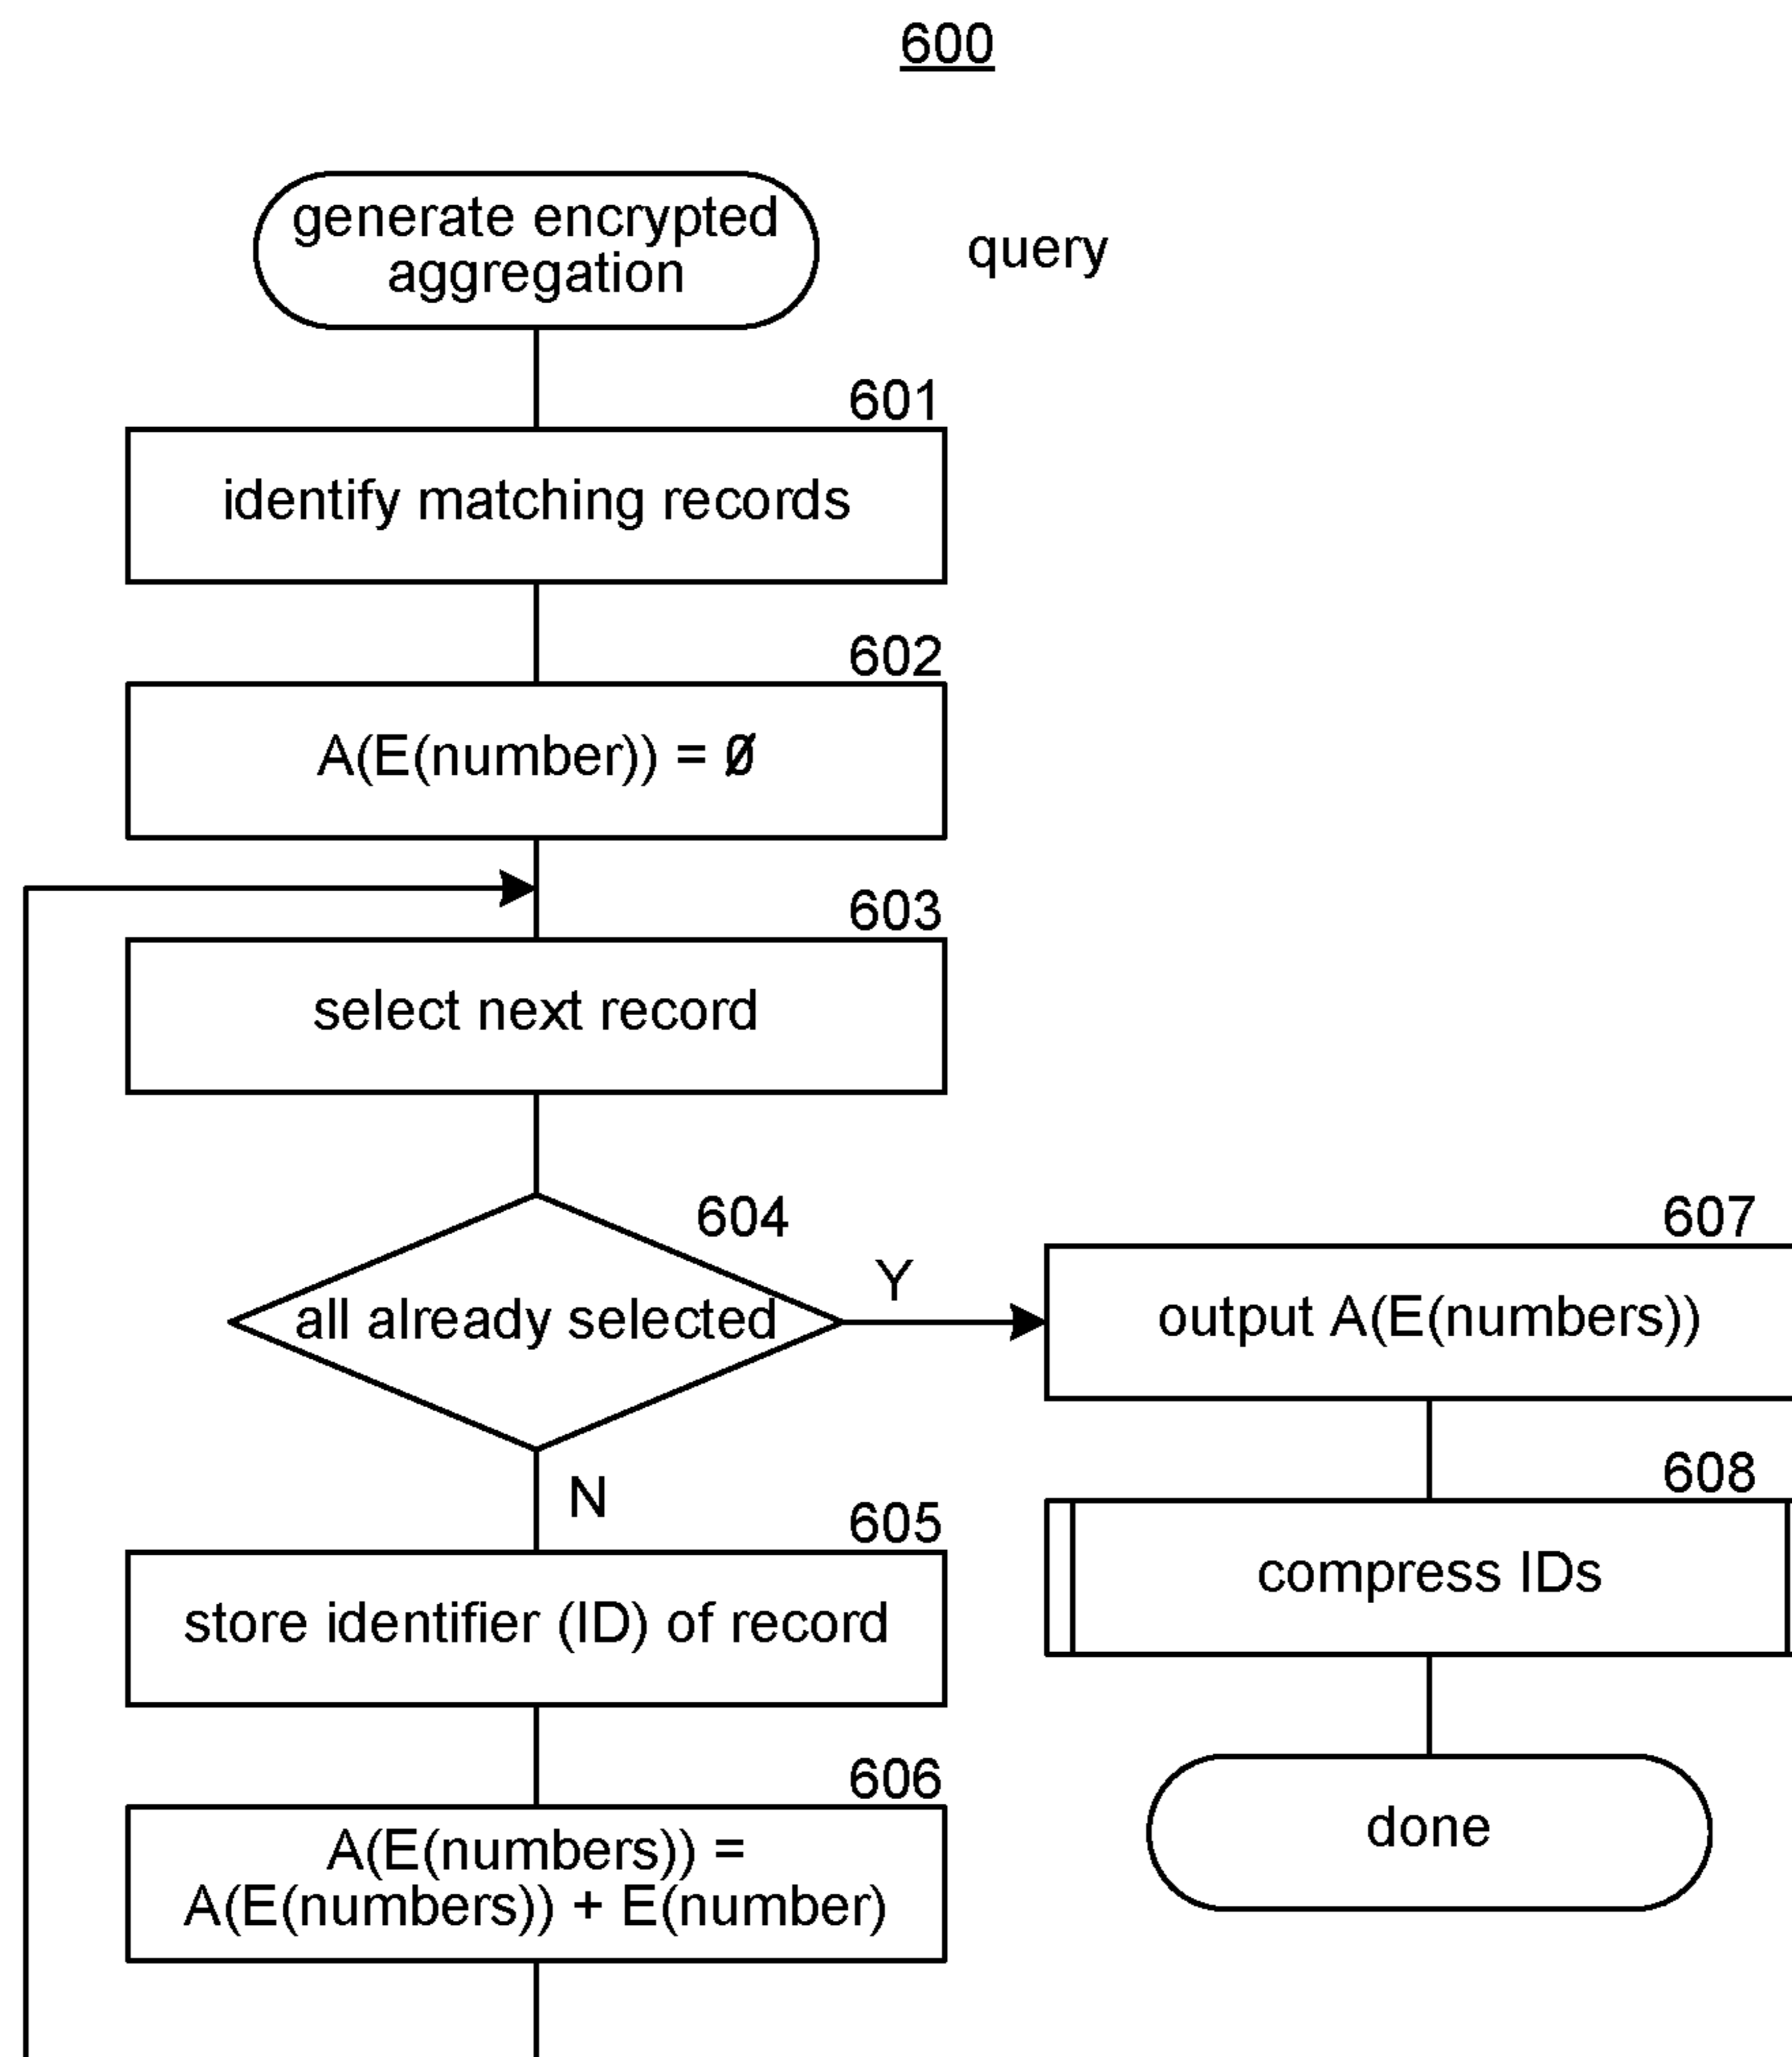 600
generate encrypted
aggregation
query
601
identify matching records
602
A(E(number)) = Ø
603
select next record
604
all already selected
Y
N
605
store identifier (ID) of record
606
A(E(numbers)) =
A(E(numbers)) + E(number)
607
output A(E(numbers))
608
compress IDs
done